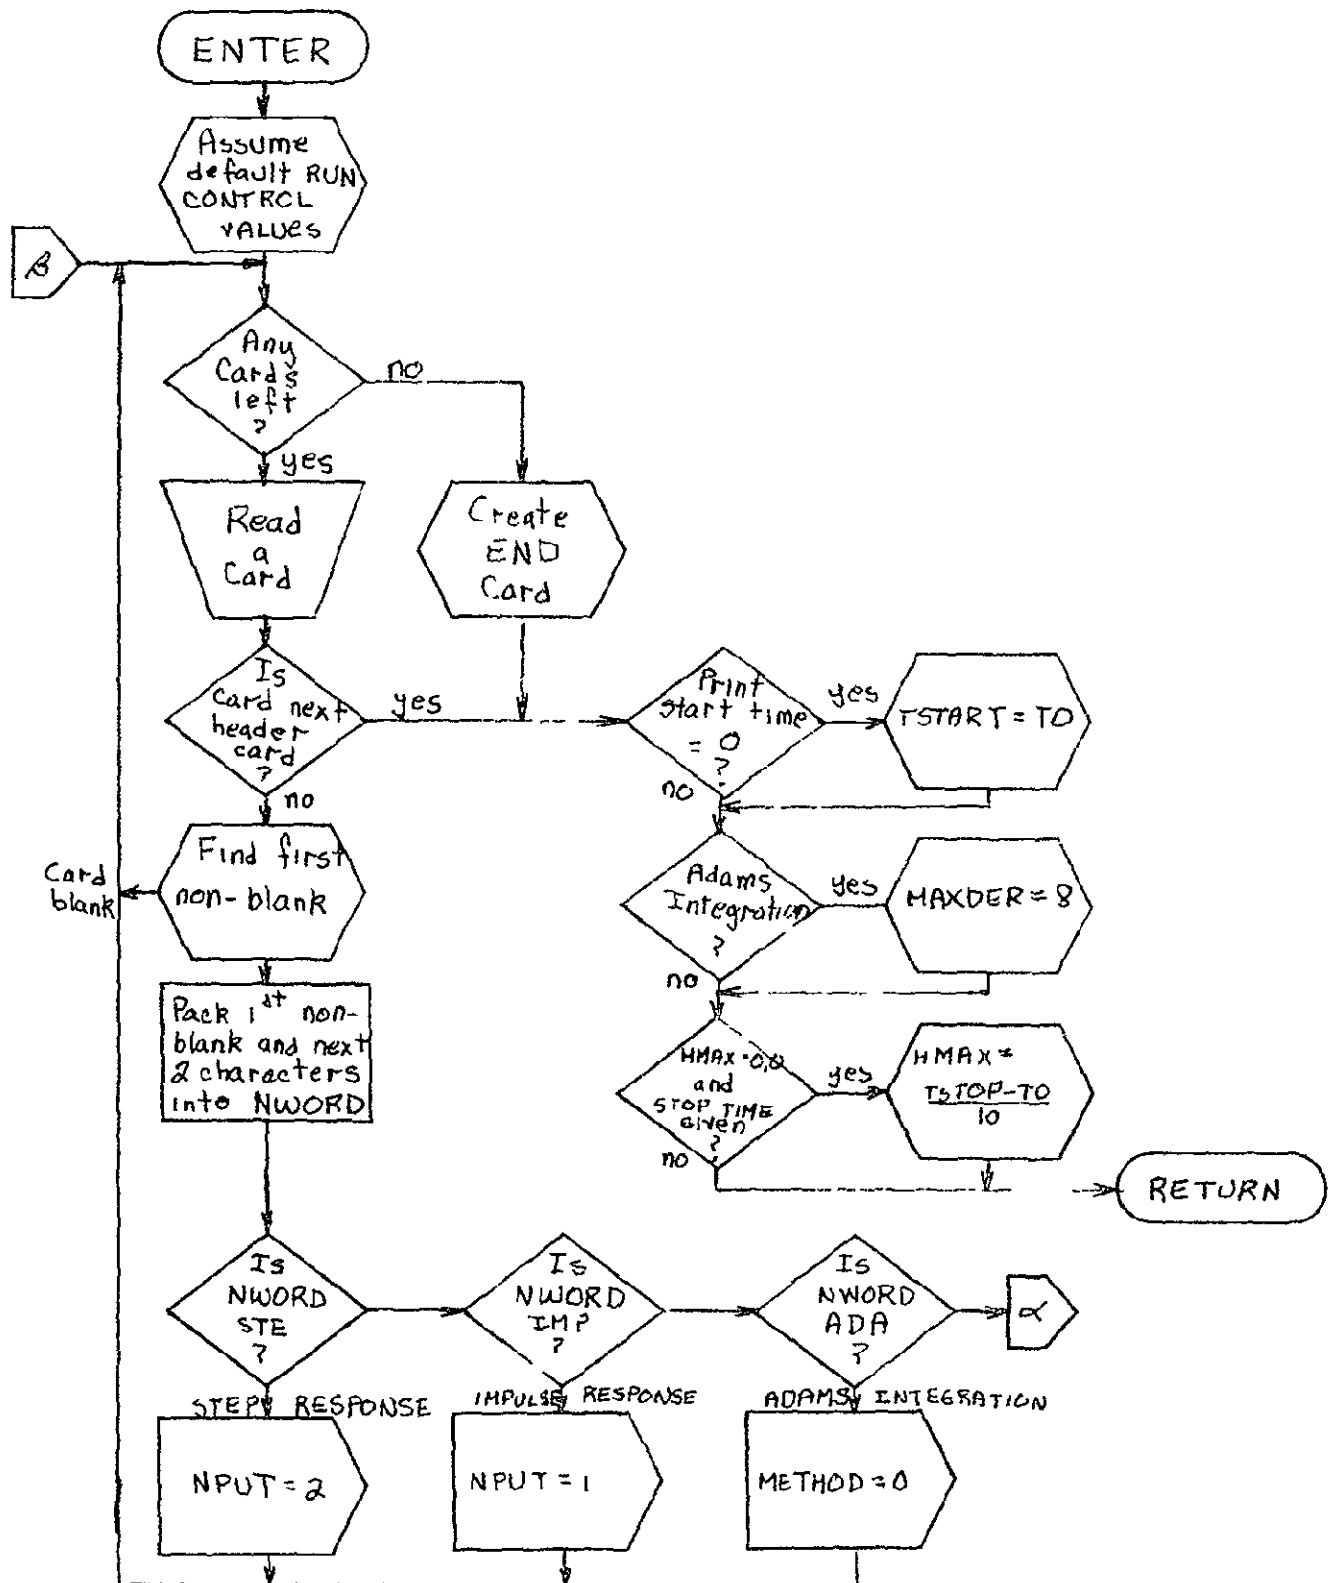 ENTER
Assume
default RUN
CONTROL
VALUES
β
Any
Cards
left
?
no
yes
Read
a
Card
Create
END
Card
Is
Card next
header
card
?
yes
no
Print
start time
= 0
?
yes
no
TSTART = TO
Find first
non-blank
Card
blank
Adams
Integration
?
yes
no
MAXDER = 8
Pack 1st non-
blank and next
2 characters
into NWORD
HMAX = 0.0
and
STOP TIME
Given
?
yes
no
HMAX =
TSTOP-TO
10
RETURN
Is
NWORD
STE
?
Is
NWORD
IMP
?
Is
NWORD
ADA
?
α
STEP RESPONSE
IMPULSE RESPONSE
ADAMS INTEGRATION
NPUT = 2
NPUT = 1
METHOD = 0